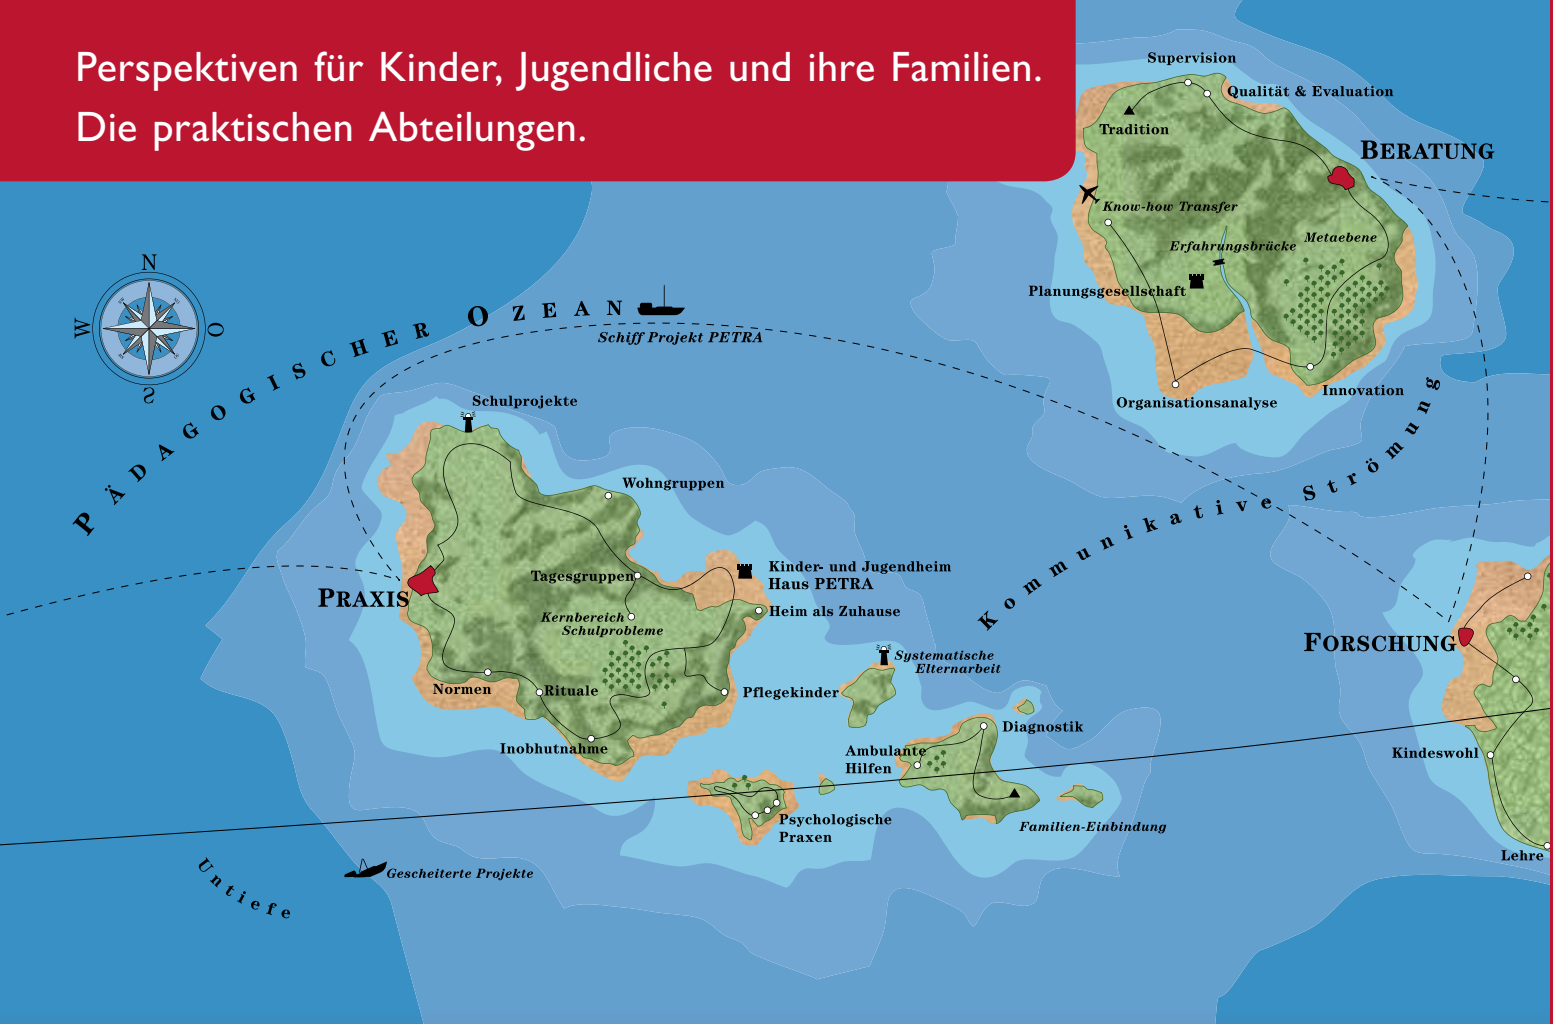 Perspektiven für Kinder, Jugendliche und ihre Familien.
Die praktischen Abteilungen.
Supervision
Qualität & Evaluation
Tradition
BERATUNG
Know-how Transfer
Metaebene
Erfahrungsbrücke
Planungsgesellschaft
Organisationsanalyse
Innovation
N
W
O
S
PÄDAGOGISCHER OZEAN
Schiff Projekt PETRA
Kommunikative Strömung
Schulprojekte
Wohngruppen
Tagesgruppen
Kinder- und Jugendheim
Haus PETRA
Heim als Zuhause
PRAXIS
Kernbereich
Schulprobleme
Normen
Rituale
Inobhutnahme
Pflegekinder
Systematische
Elternarbeit
FORSCHUNG
Diagnostik
Ambulante
Hilfen
Kindeswohl
Psychologische
Praxen
Familien-Einbindung
Lehre
Untiefe
Gescheiterte Projekte